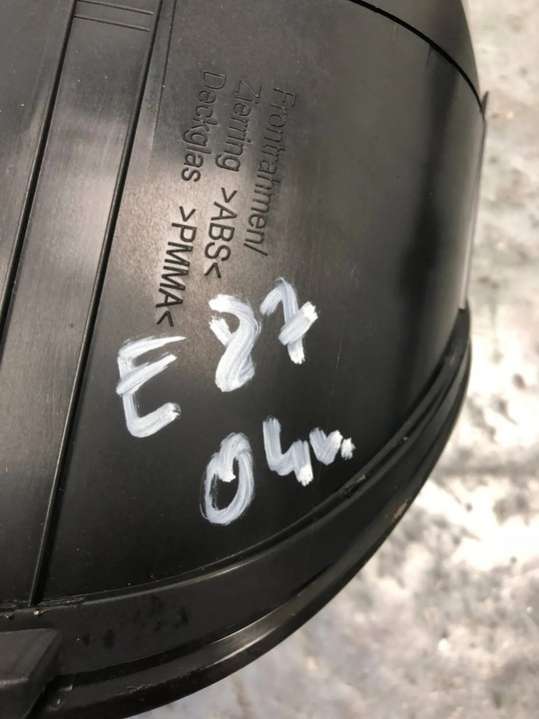 Frontrahmen/
Zierring >ABS<
Deckglas >PMMA<
E 87
04